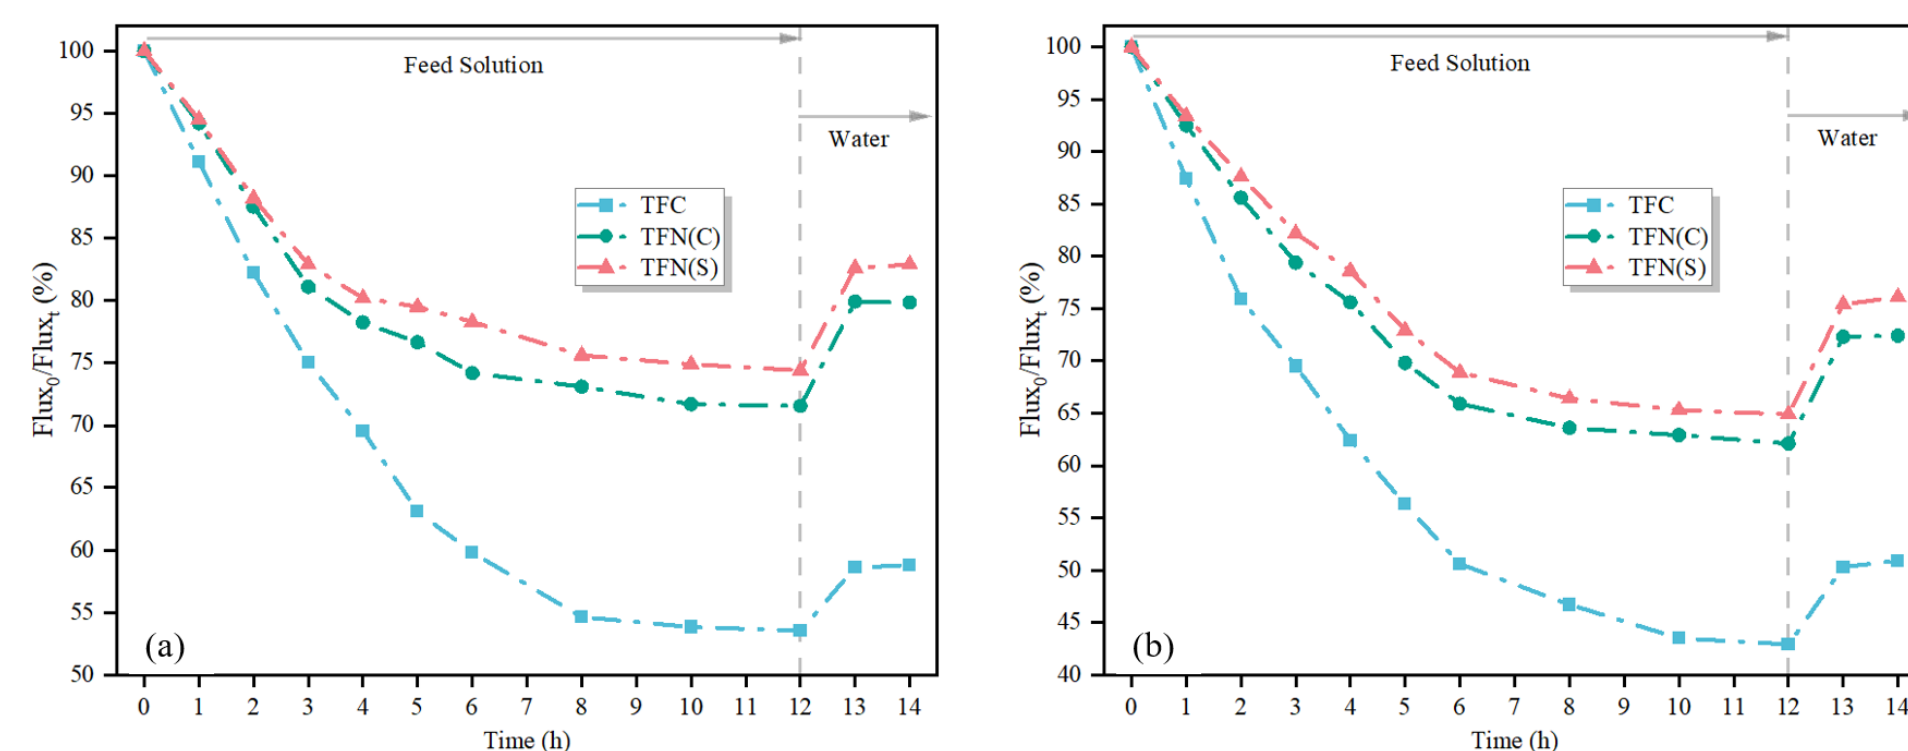 100
95
90
85
80
75
70
65
60
55
50
Flux0/Fluxt (%)
Feed Solution
Water
TFC
TFN(C)
TFN(S)
(a)
0 1 2 3 4 5 6 7 8 9 10 11 12 13 14
Time (h)
100
95
90
85
80
75
70
65
60
55
50
45
40
Flux0/Fluxt (%)
Feed Solution
Water
TFC
TFN(C)
TFN(S)
(b)
0 1 2 3 4 5 6 7 8 9 10 11 12 13 14
Time (h)